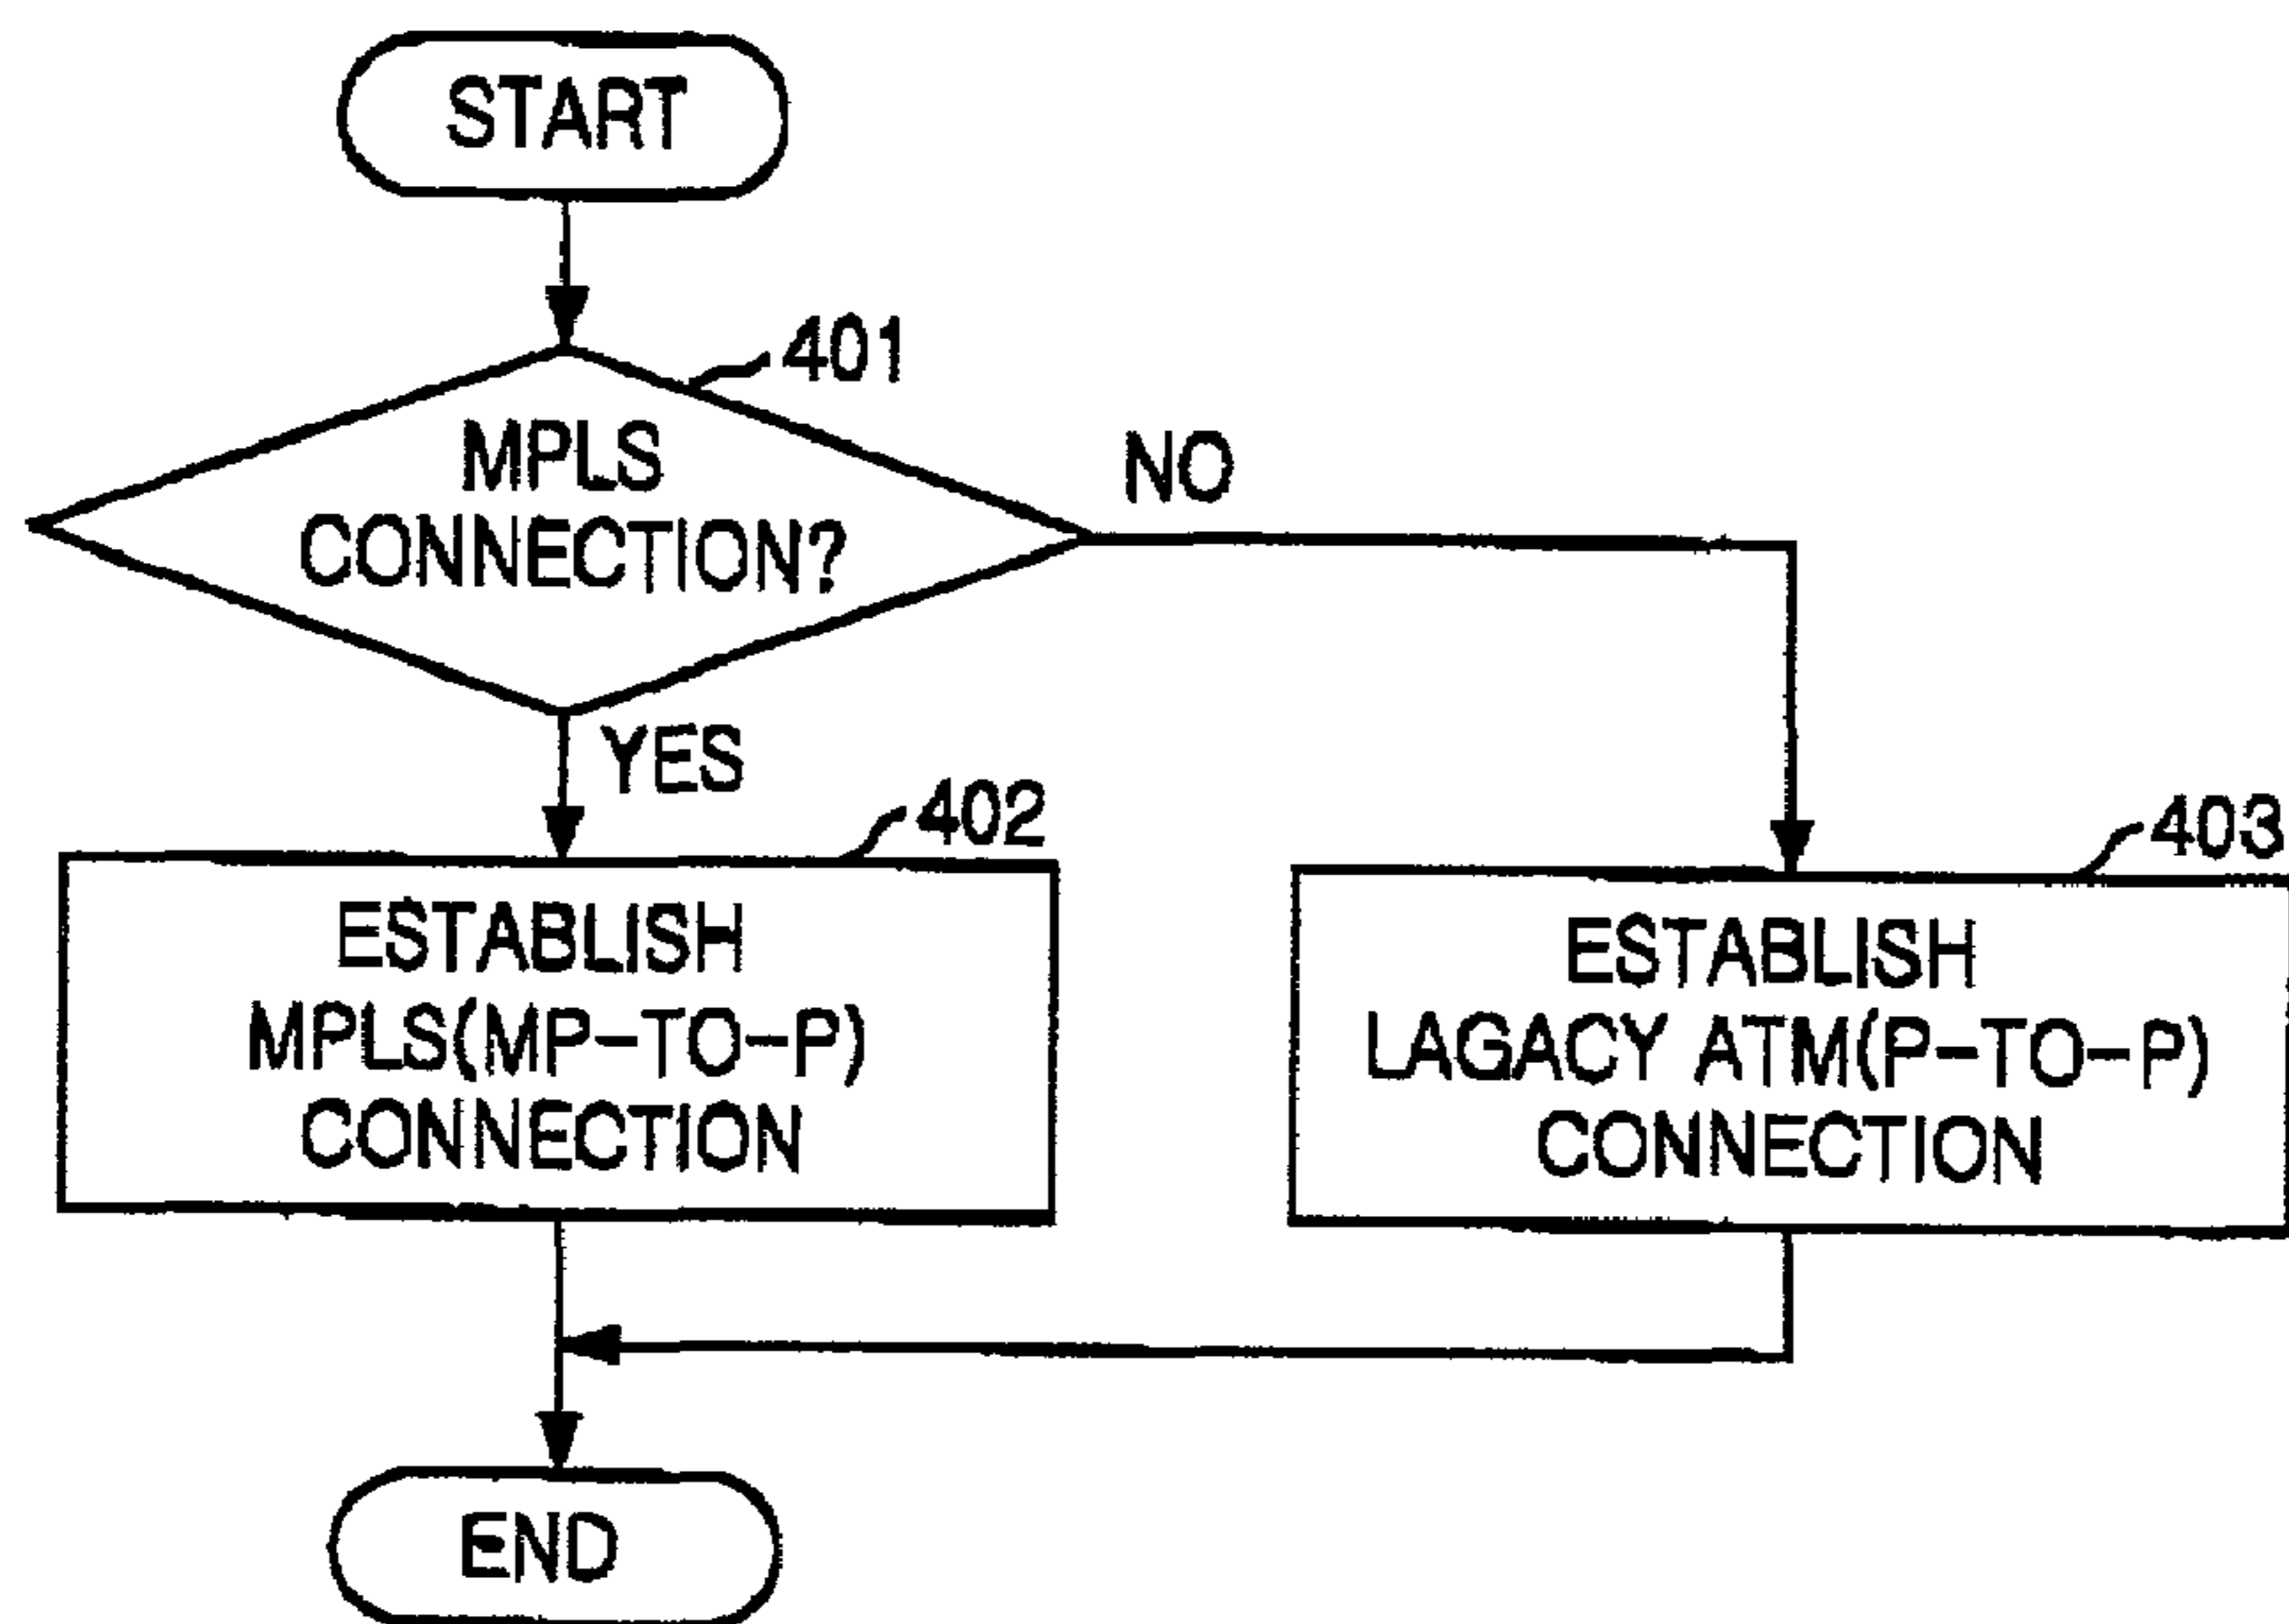 START
401
MPLS
CONNECTION?
NO
YES
402
ESTABLISH
MPLS(MP-TO-P)
CONNECTION
403
ESTABLISH
LAGACY ATM(P-TO-P)
CONNECTION
END